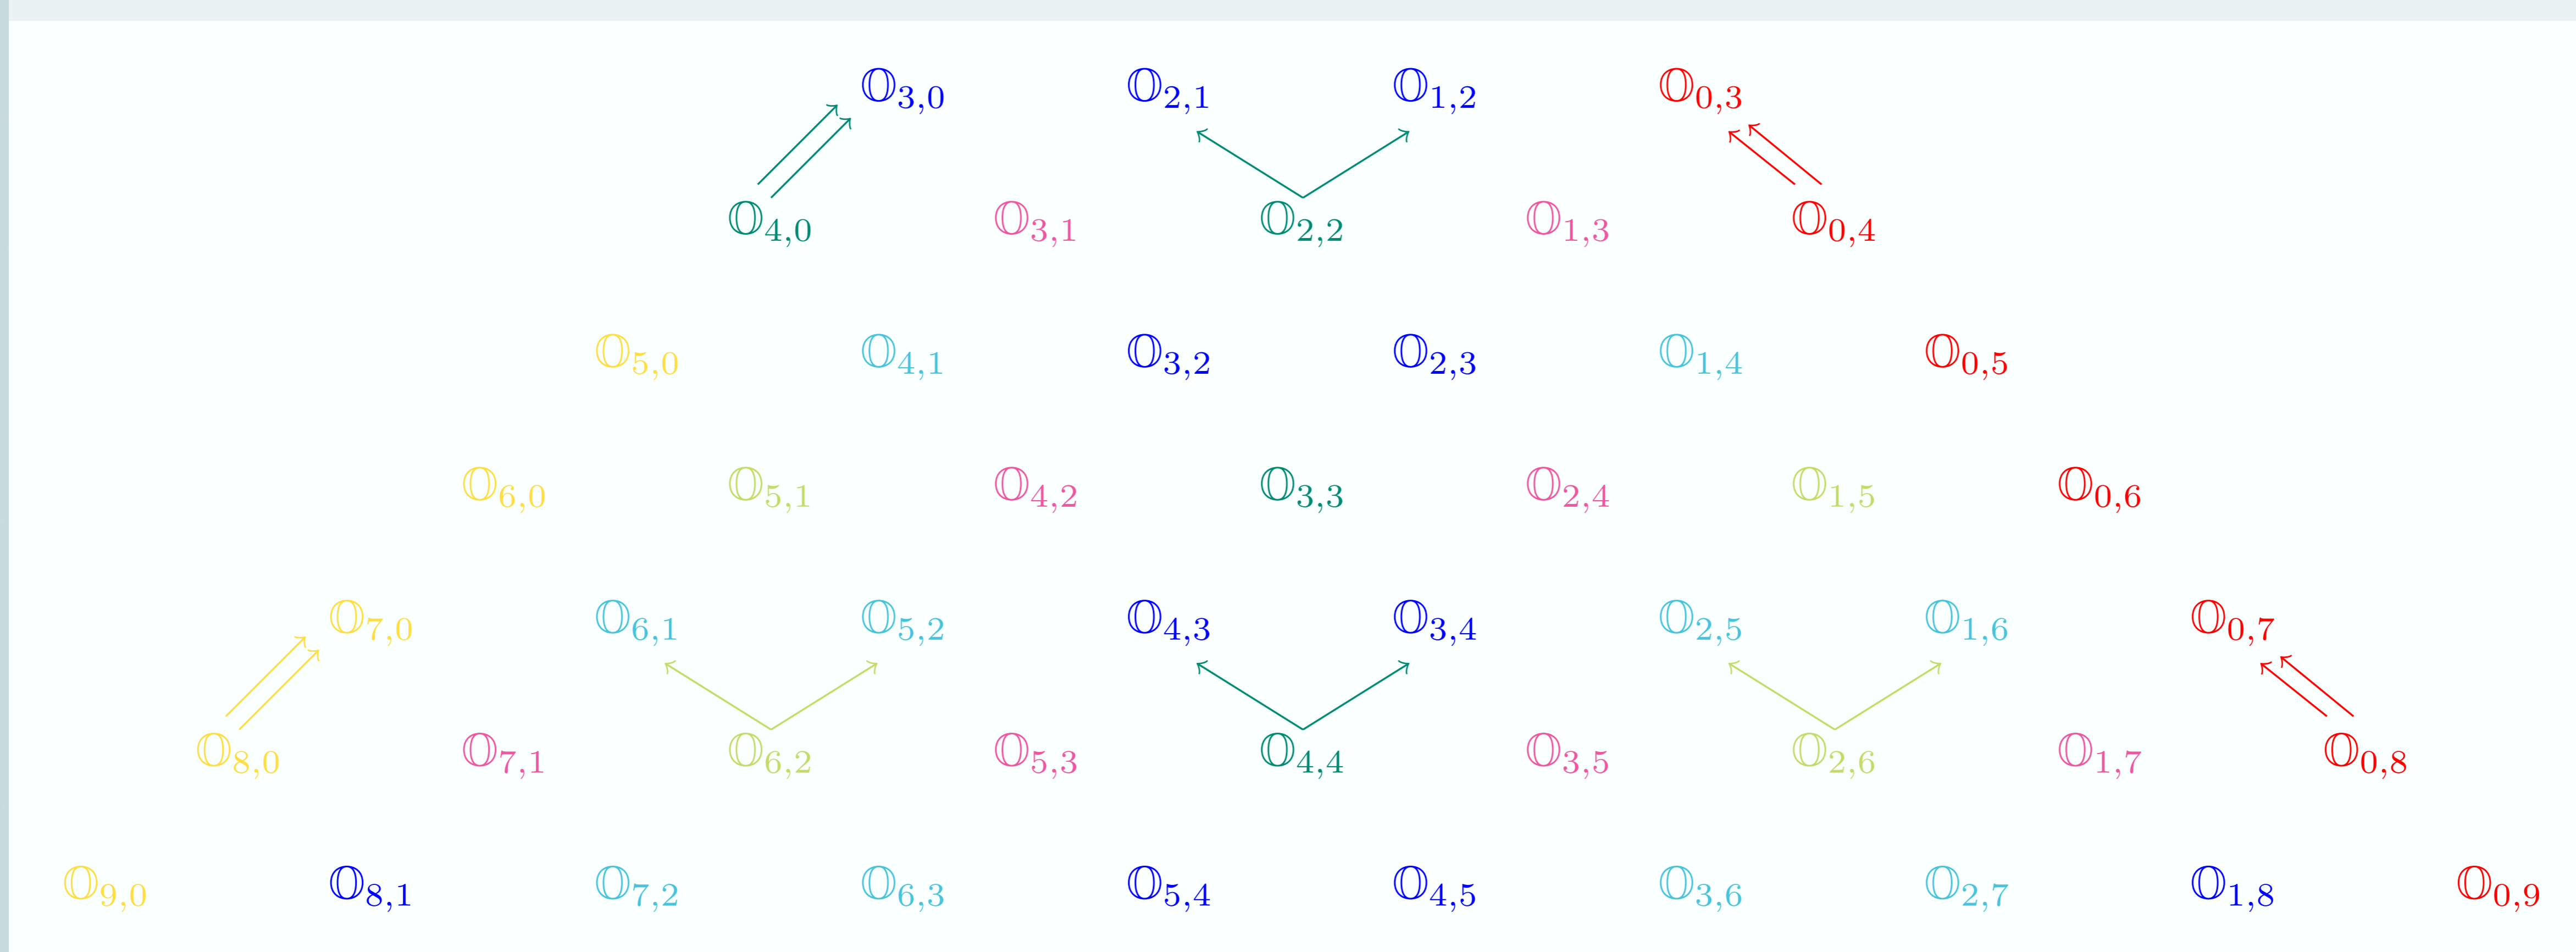 𝕆3,0 𝕆2,1 𝕆1,2 𝕆0,3
𝕆4,0 𝕆3,1 𝕆2,2 𝕆1,3 𝕆0,4
𝕆5,0 𝕆4,1 𝕆3,2 𝕆2,3 𝕆1,4 𝕆0,5
𝕆6,0 𝕆5,1 𝕆4,2 𝕆3,3 𝕆2,4 𝕆1,5 𝕆0,6
𝕆7,0 𝕆6,1 𝕆5,2 𝕆4,3 𝕆3,4 𝕆2,5 𝕆1,6 𝕆0,7
𝕆8,0 𝕆7,1 𝕆6,2 𝕆5,3 𝕆4,4 𝕆3,5 𝕆2,6 𝕆1,7 𝕆0,8
𝕆9,0 𝕆8,1 𝕆7,2 𝕆6,3 𝕆5,4 𝕆4,5 𝕆3,6 𝕆2,7 𝕆1,8 𝕆0,9